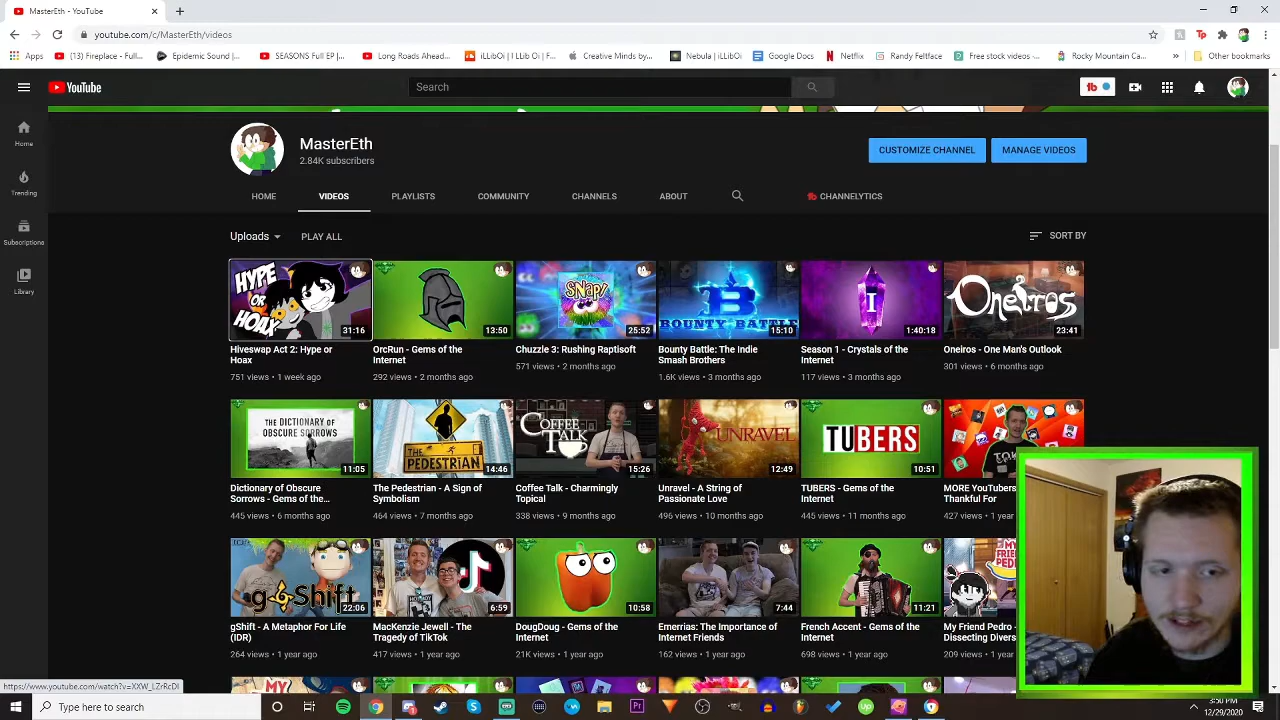 MasterEth
youtube.com/c/MasterEth/videos
Apps
[13] Fireplace - Full...
Epidemic Sound |...
SEASONS Full EP |...
Long Roads Ahead...
iLibOi | LLib Oi | F...
Creative Minds by...
Nebula | iLibOi
Google Docs
Netflix
Randy Feltface
Free stock videos -...
Rocky Mountain Ca...
Other bookmarks
YouTube
Search
Home
Trending
Subscriptions
Library
MasterEth
2.84K subscribers
CUSTOMIZE CHANNEL
MANAGE VIDEOS
HOME
VIDEOS
PLAYLISTS
COMMUNITY
CHANNELS
ABOUT
CHANNELYTICS
Uploads
PLAY ALL
SORT BY
HYPE
OR
HOAX
31:16
13:50
SNAP!
25:52
B
BOUNTY BATTLE
15:10
I
1:40:18
Oneiros
23:41
Hiveswap Act 2: Hype or
Hoax
751 views • 1 week ago
OrcRun - Gems of the
Internet
292 views • 2 months ago
Chuzzle 3: Rushing Raptisoft
571 views • 2 months ago
Bounty Battle: The Indie
Smash Brothers
1.6K views • 3 months ago
Season 1 - Crystals of the
Internet
117 views • 3 months ago
Oneiros - One Man's Outlook
301 views • 6 months ago
THE DICTIONARY OF
OBSCURE SORROWS
11:05
THE
PEDESTRIAN
14:46
COFFEE
TALK
15:26
UNRAVEL
12:49
TUBERS
10:51
Dictionary of Obscure
Sorrows - Gems of the...
445 views • 6 months ago
The Pedestrian - A Sign of
Symbolism
464 views • 7 months ago
Coffee Talk - Charmingly
Topical
338 views • 9 months ago
Unravel - A String of
Passionate Love
496 views • 10 months ago
TUBERS - Gems of the
Internet
445 views • 11 months ago
MORE YouTubers
Thankful For
427 views • 1 year
gShift
22:06
6:59
10:58
7:44
11:21
MY
FRIEND
PEDRO
gShift - A Metaphor For Life
(IDR)
264 views • 1 year ago
MacKenzie Jewell - The
Tragedy of TikTok
417 views • 1 year ago
DougDoug - Gems of the
Internet
21K views • 1 year ago
Emerrias: The Importance of
Internet Friends
162 views • 1 year ago
French Accent - Gems of the
Internet
698 views • 1 year ago
My Friend Pedro -
Dissecting Divers
209 views • 1 year
MY
https://www.youtube.com/watch?v=XXW_LZrRcDI
Type here to search
3:50 PM
12/29/2020